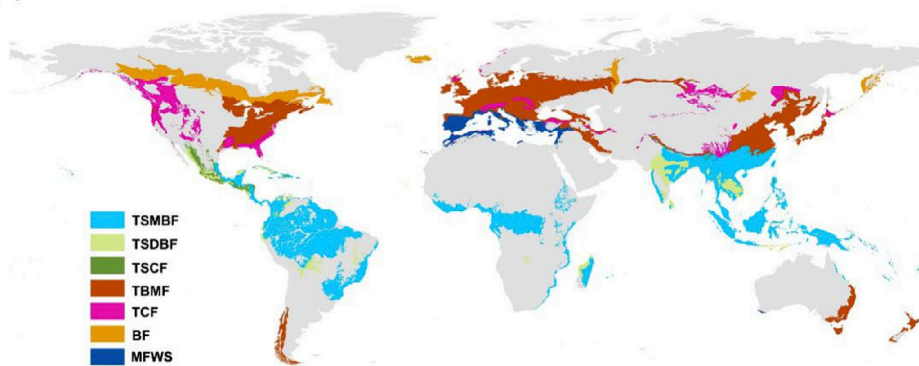 TSMBF
TSDBF
TSCF
TBMF
TCF
BF
MFWS